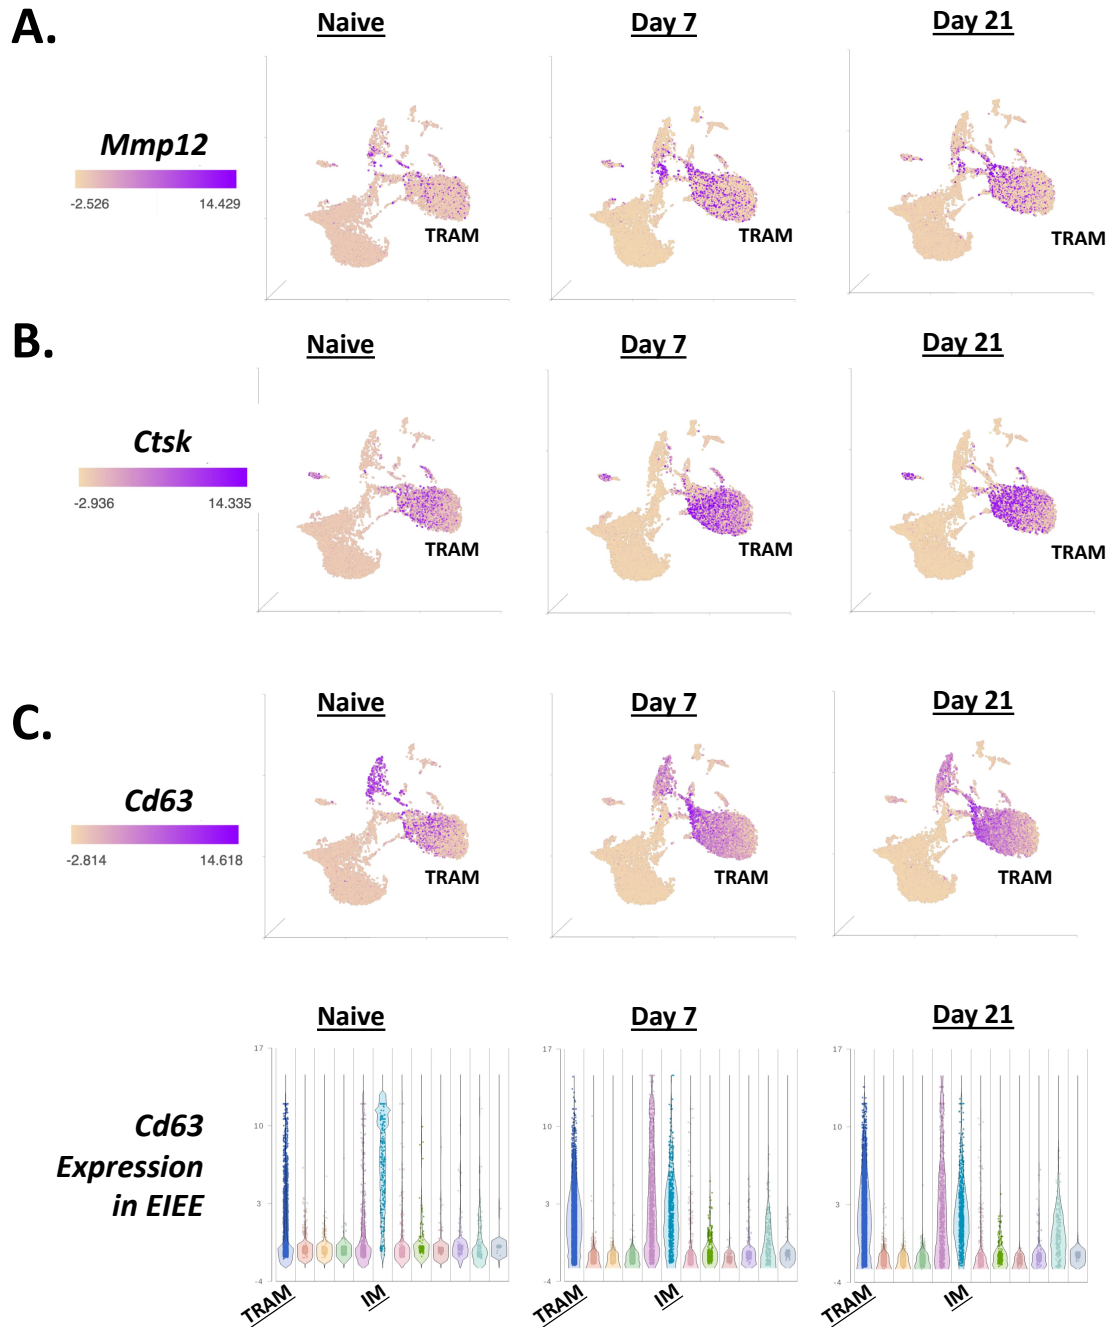 A.
Naive
Day 7
Day 21
Mmp12
-2.526
14.429
TRAM
TRAM
TRAM
B.
Naive
Day 7
Day 21
Ctsk
-2.936
14.335
TRAM
TRAM
TRAM
C.
Naive
Day 7
Day 21
Cd63
-2.814
14.618
TRAM
TRAM
TRAM
Naive
Day 7
Day 21
Cd63
Expression
in EIEE
17
10
3
-4
17
10
3
-4
17
10
3
-4
TRAM
IM
TRAM
IM
TRAM
IM